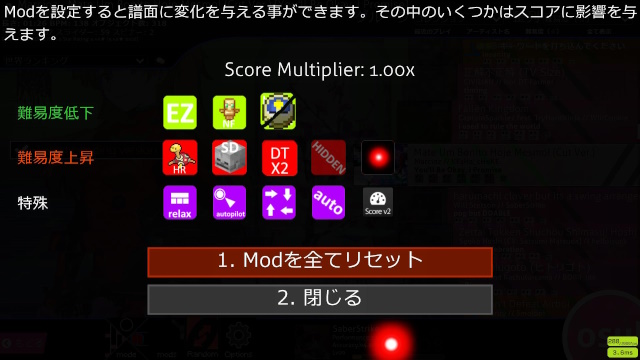 Modを設定すると譜面に変化を与える事ができます。その中のいくつかはスコアに影響を与
えます。
Score Multiplier: 1.00x
難易度低下
EZ
NF
難易度上昇
HR
SD
DT
X2
HIDDEN
特殊
relax
autopilot
auto
Score v2
1. Modを全てリセット
2. 閉じる
3.8ms